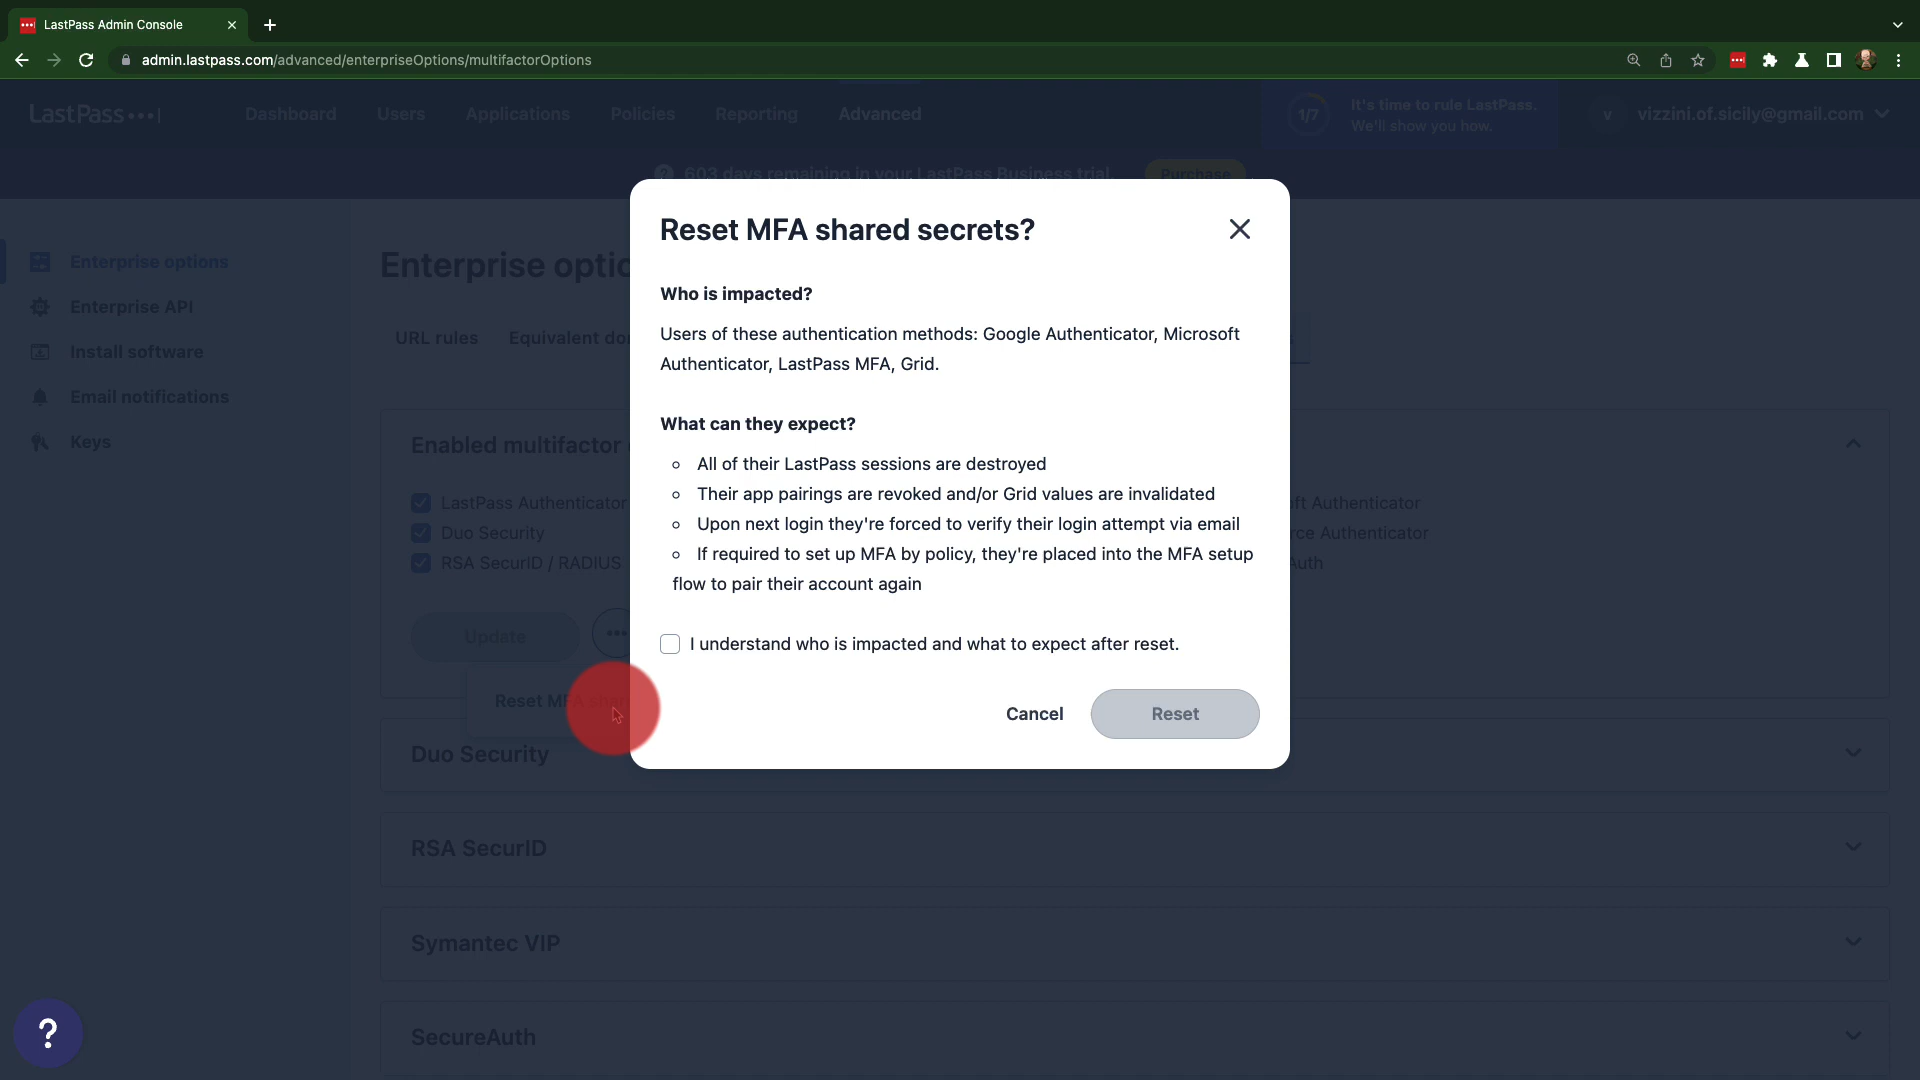 LastPass Admin Console
admin.lastpass.com/advanced/enterpriseOptions/multifactorOptions
LastPass
Dashboard
Users
Applications
Policies
Reporting
Advanced
1/7
It's time to rule LastPass.
We'll show you how.
v
vizzini.of.sicily@gmail.com
603 days remaining in your LastPass Business trial
Purchase
Enterprise options
Enterprise API
Install software
Email notifications
Keys
Enterprise optio
URL rules
Equivalent do
Enabled multifactor
LastPass Authenticator
Duo Security
RSA SecurID / RADIUS
ft Authenticator
rce Authenticator
Auth
Update
Reset MFA shar
Reset MFA shared secrets?
Who is impacted?
Users of these authentication methods: Google Authenticator, Microsoft
Authenticator, LastPass MFA, Grid.
What can they expect?
All of their LastPass sessions are destroyed
Their app pairings are revoked and/or Grid values are invalidated
Upon next login they're forced to verify their login attempt via email
If required to set up MFA by policy, they're placed into the MFA setup
flow to pair their account again
I understand who is impacted and what to expect after reset.
Cancel
Reset
Duo Security
RSA SecurID
Symantec VIP
SecureAuth
?